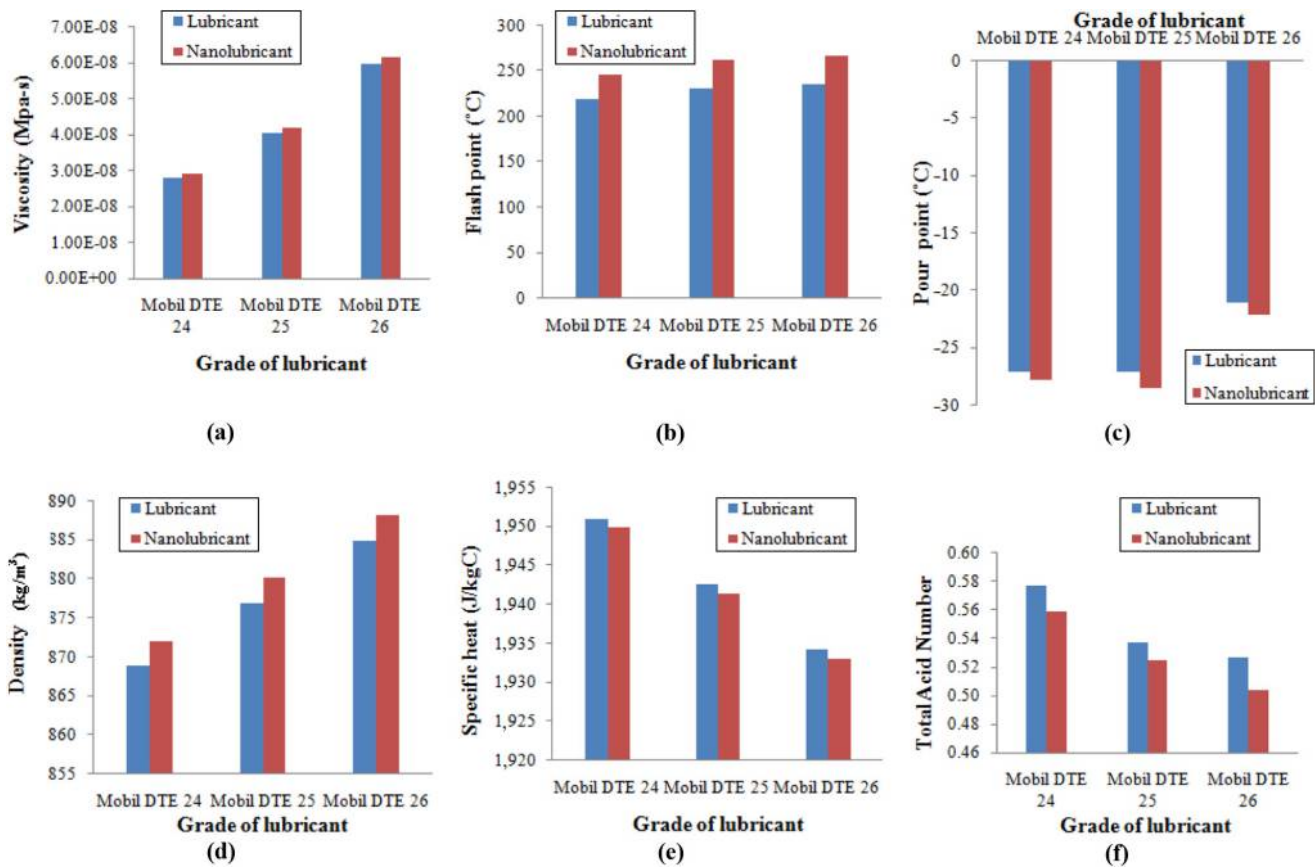 7.00E-08
6.00E-08
5.00E-08
4.00E-08
3.00E-08
2.00E-08
1.00E-08
0.00E+00
Viscosity (Mpa-s)
Lubricant
Nanolubricant
Mobil DTE 24
Mobil DTE 25
Mobil DTE 26
Grade of lubricant
(a)
300
250
200
150
100
50
0
Flash point (°C)
Lubricant
Nanolubricant
Mobil DTE 24 Mobil DTE 25 Mobil DTE 26
Grade of lubricant
(b)
Grade of lubricant
Mobil DTE 24 Mobil DTE 25 Mobil DTE 26
0
-5
-10
-15
-20
-25
-30
Pour point (°C)
Lubricant
Nanolubricant
(c)
890
885
880
875
870
865
860
855
Density (kg/m³)
Lubricant
Nanolubricant
Mobil DTE 24 Mobil DTE 25 Mobil DTE 26
Grade of lubricant
(d)
1,955
1,950
1,945
1,940
1,935
1,930
1,925
1,920
Specific heat (J/kgC)
Lubricant
Nanolubricant
Mobil DTE 24 Mobil DTE 25 Mobil DTE 26
Grade of lubricant
(e)
Lubricant
Nanolubricant
0.60
0.58
0.56
0.54
0.52
0.50
0.48
0.46
Total Acid Number
Mobil DTE 24
Mobil DTE 25
Mobil DTE 26
Grade of lubricant
(f)